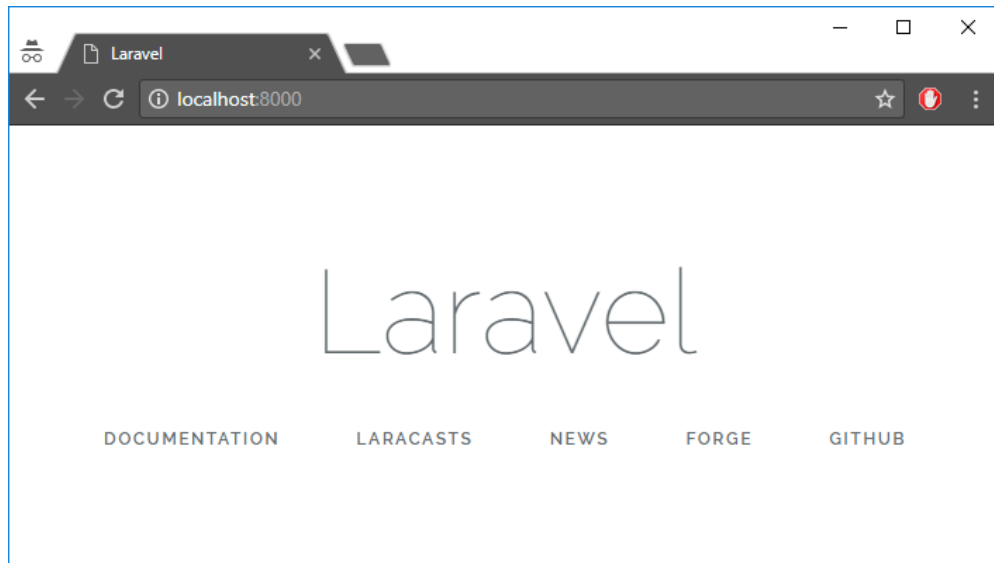 Laravel
localhost:8000
Laravel
DOCUMENTATION LARACASTS NEWS FORGE GITHUB